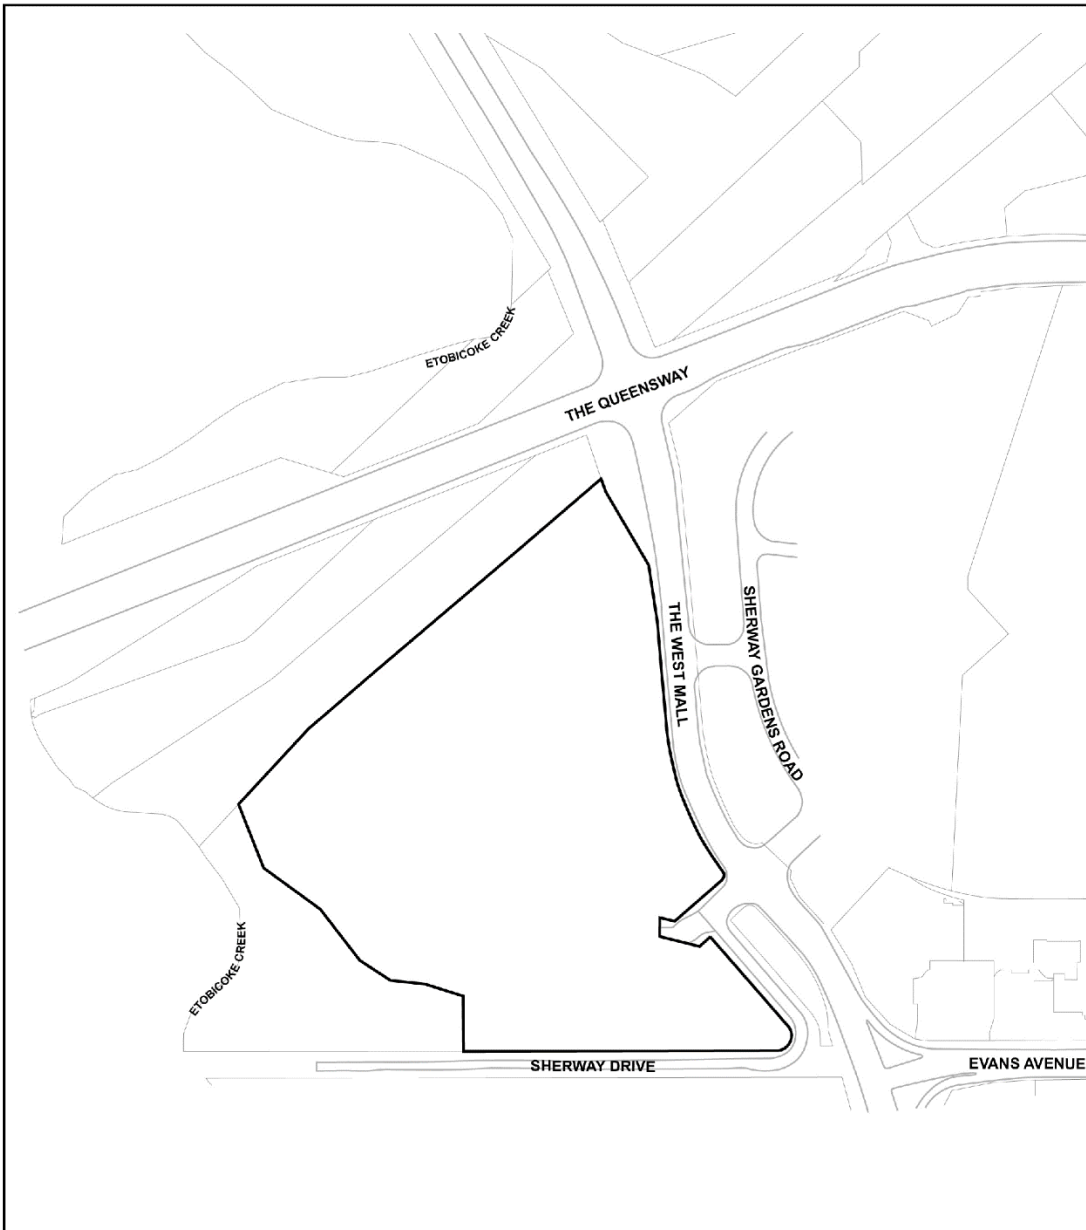 ETOBICOKE CREEK
THE QUEENSWAY
THE WEST MALL
SHERWAY GARDENS ROAD
ETOBICOKE CREEK
SHERWAY DRIVE
EVANS AVENUE